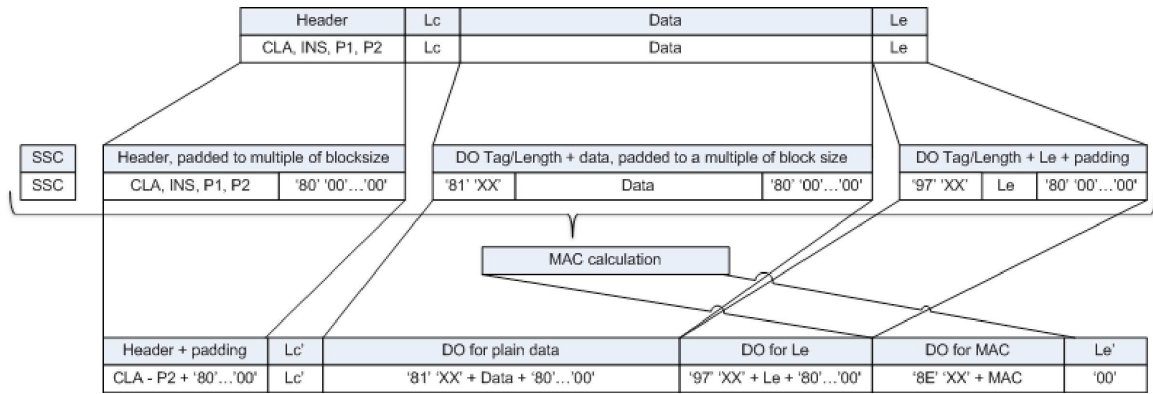 Header Lc Data Le
CLA, INS, P1, P2 Lc Data Le
SSC Header, padded to multiple of blocksize DO Tag/Length + data, padded to a multiple of block size DO Tag/Length + Le + padding
SSC CLA, INS, P1, P2 ‘80’ ‘00’…’00’ ‘81’ ‘XX’ Data ‘80’ ‘00’…’00’ ‘97’ ‘XX’ Le ‘80’ ‘00’…’00’
MAC calculation
Header + padding Lc’ DO for plain data DO for Le DO for MAC Le’
CLA - P2 + ‘80’…’00’ Lc’ ‘81’ ‘XX’ + Data + ‘80’…’00’ ‘97’ ‘XX’ + Le + ‘80’…’00’ ‘8E’ ‘XX’ + MAC ‘00’